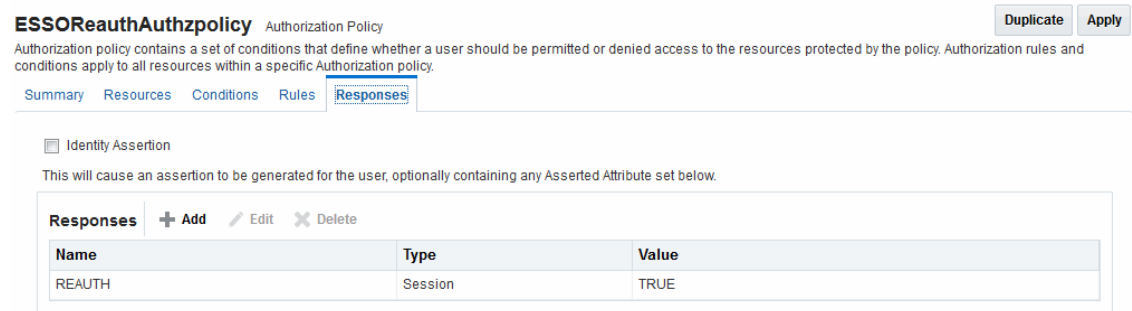 ESSOReauthAuthzpolicy Authorization Policy Duplicate Apply
Authorization policy contains a set of conditions that define whether a user should be permitted or denied access to the resources protected by the policy. Authorization rules and
conditions apply to all resources within a specific Authorization policy.
Summary Resources Conditions Rules Responses
Identity Assertion
This will cause an assertion to be generated for the user, optionally containing any Asserted Attribute set below.
Responses Add Edit Delete
Name Type Value
REAUTH Session TRUE